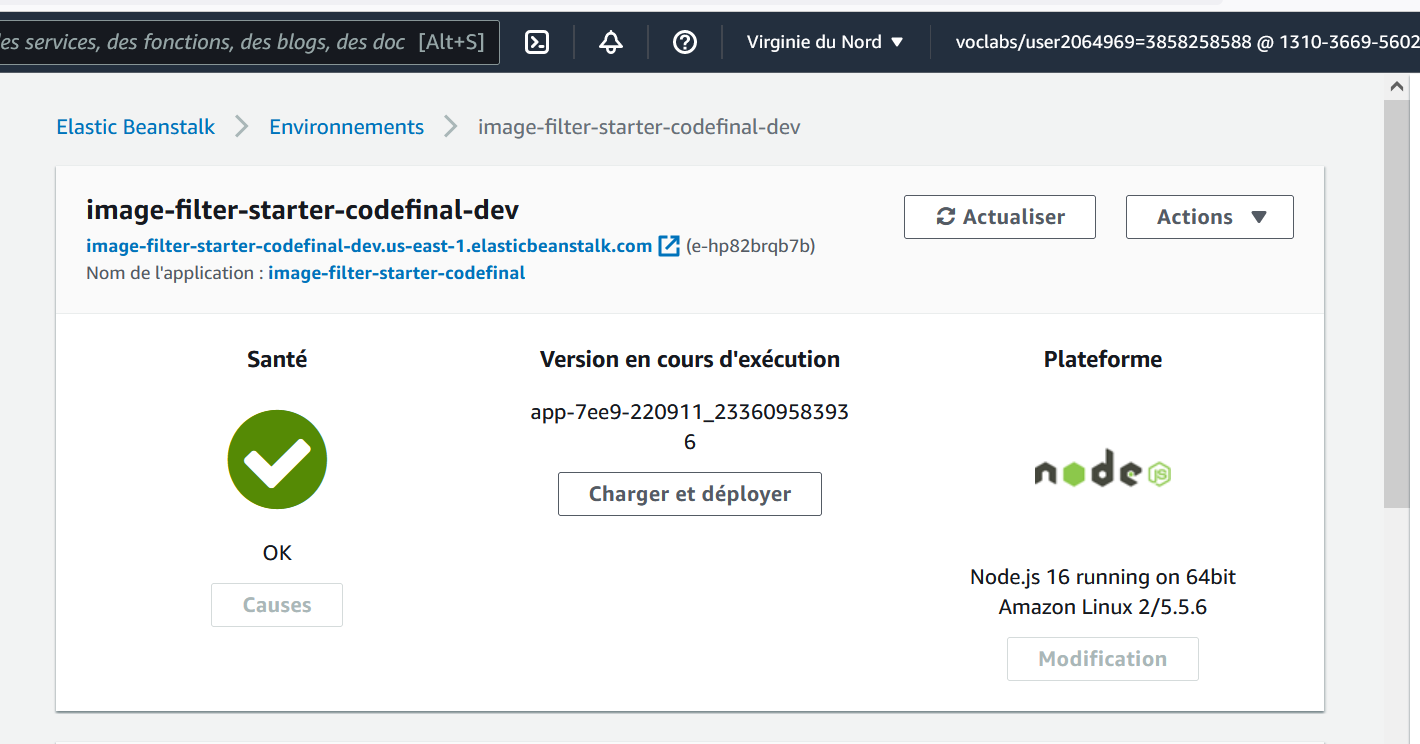 es services, des fonctions, des blogs, des doc [Alt+S]
Virginie du Nord
voclabs/user2064969=3858258588 @ 1310-3669-5602
Elastic Beanstalk
Environnements
image-filter-starter-codefinal-dev
image-filter-starter-codefinal-dev
image-filter-starter-codefinal-dev.us-east-1.elasticbeanstalk.com (e-hp82brqb7b)
Nom de l'application : image-filter-starter-codefinal
Actualiser
Actions
Santé
OK
Causes
Version en cours d'exécution
app-7ee9-220911_23360958393
6
Charger et déployer
Plateforme
node
JS
Node.js 16 running on 64bit
Amazon Linux 2/5.5.6
Modification